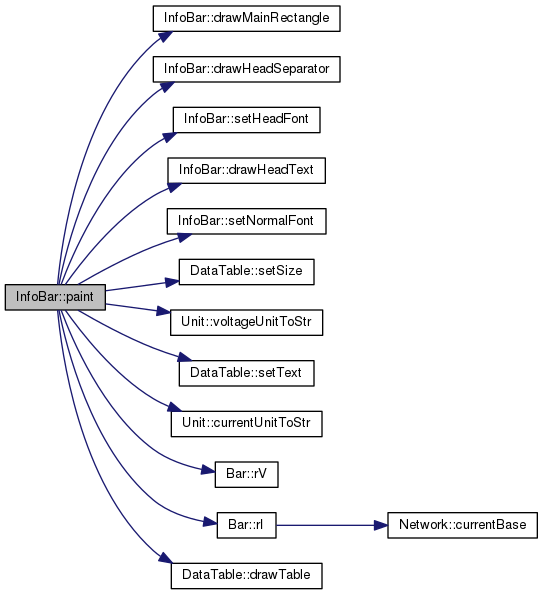 InfoBar::drawMainRectangle
InfoBar::drawHeadSeparator
InfoBar::setHeadFont
InfoBar::drawHeadText
InfoBar::setNormalFont
DataTable::setSize
InfoBar::paint
Unit::voltageUnitToStr
DataTable::setText
Unit::currentUnitToStr
Bar::rV
Bar::rI
Network::currentBase
DataTable::drawTable